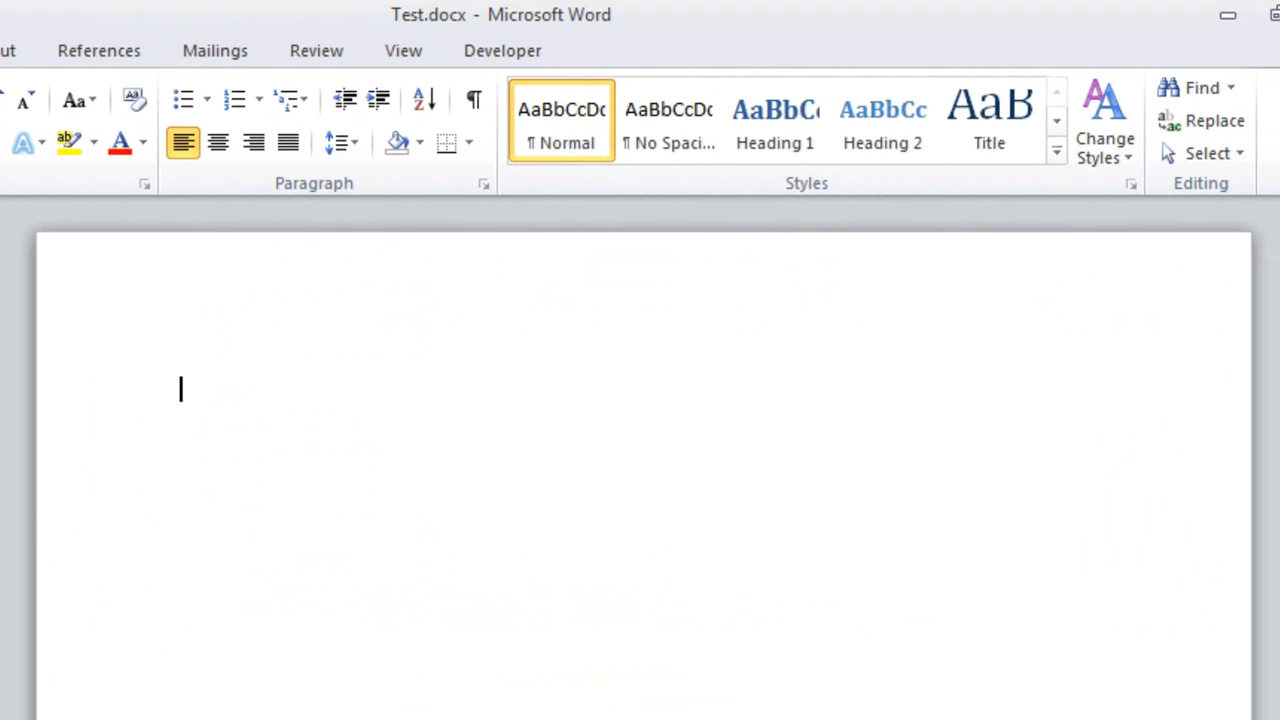 Test.docx - Microsoft Word
ut References Mailings Review View Developer
Aa
AaBbCcDc AaBbCcDc AaBbC AaBbCc AaB
Find
Replace
Select
¶ Normal ¶ No Spaci... Heading 1 Heading 2 Title
Change
Styles
Paragraph Styles Editing